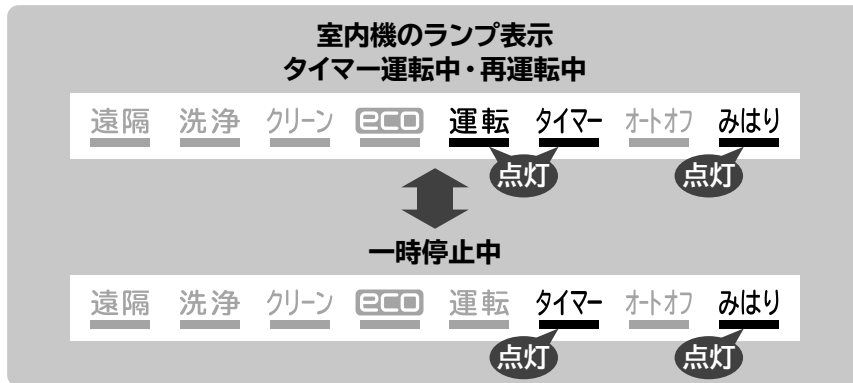 室内機のランプ表示
タイマー運転中・再運転中
遠隔 洗浄 クリーン eco 運転 タイマー オートオフ みはり
点灯 点灯
一時停止中
遠隔 洗浄 クリーン eco 運転 タイマー オートオフ みはり
点灯 点灯